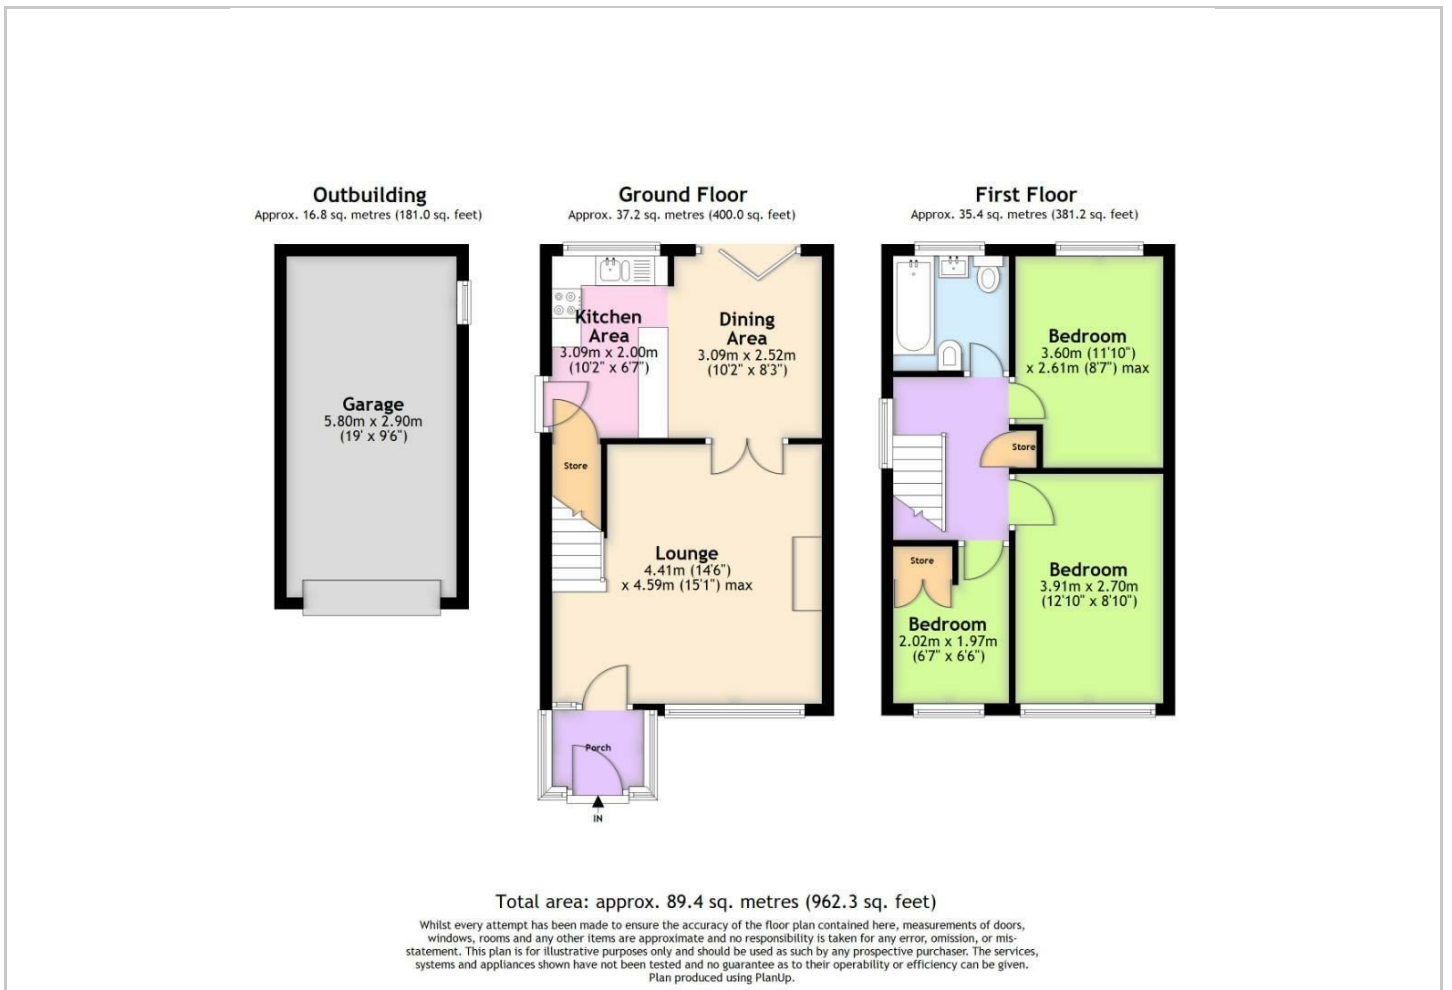 Outbuilding
Approx. 16.8 sq. metres (181.0 sq. feet)
Garage
5.80m x 2.90m
(19' x 9'6")
Ground Floor
Approx. 37.2 sq. metres (400.0 sq. feet)
Kitchen
Area
3.09m x 2.00m
(10'2" x 6'7")
Dining
Area
3.09m x 2.52m
(10'2" x 8'3")
Store
Lounge
4.41m (14'6")
x 4.59m (15'1") max
Porch
IN
First Floor
Approx. 35.4 sq. metres (381.2 sq. feet)
Bedroom
3.60m (11'10")
x 2.61m (8'7") max
Store
Bedroom
3.91m x 2.70m
(12'10" x 8'10")
Store
Bedroom
2.02m x 1.97m
(6'7" x 6'6")
Total area: approx. 89.4 sq. metres (962.3 sq. feet)
Whilst every attempt has been made to ensure the accuracy of the floor plan contained here, measurements of doors,
windows, rooms and any other items are approximate and no responsibility is taken for any error, omission, or mis-
statement. This plan is for illustrative purposes only and should be used as such by any prospective purchaser. The services,
systems and appliances shown have not been tested and no guarantee as to their operability or efficiency can be given.
Plan produced using PlanUp.